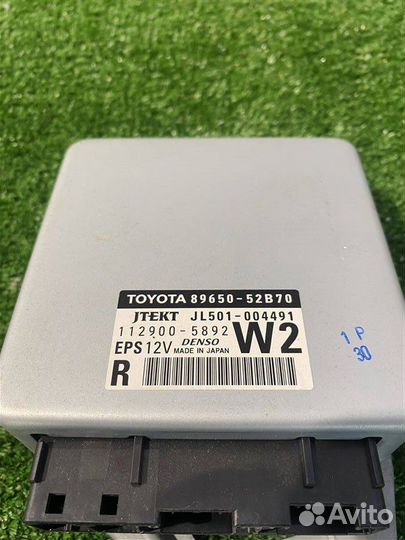 TOYOTA 89650-52B70
JTEKT JL501-004491
112900-5892 W2
EPS 12V DENSO MADE IN JAPAN
R
1 P
30
Avito